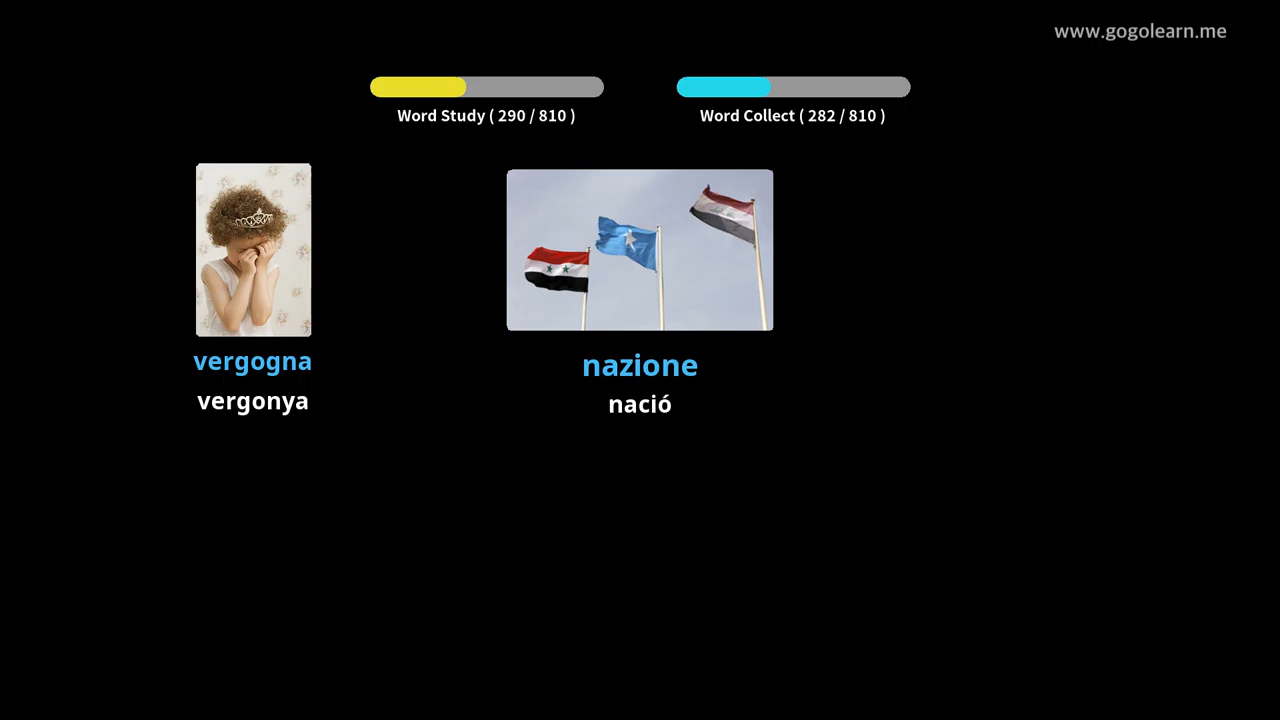 www.gogolearn.me
Word Study ( 290 / 810 )
Word Collect ( 282 / 810 )
vergogna
vergonya
nazione
nació